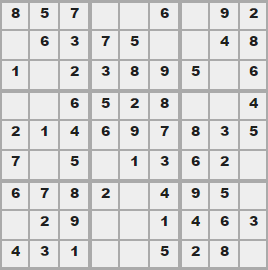 8 5 7 8 6 9 2
6 3 7 5 4 8
1 2 3 8 9 5 6
6 5 2 8 4
2 1 4 6 9 7 8 3 5
7 5 1 3 6 2
6 7 8 2 4 9 5
2 9 1 4 6 3
4 3 1 5 2 8